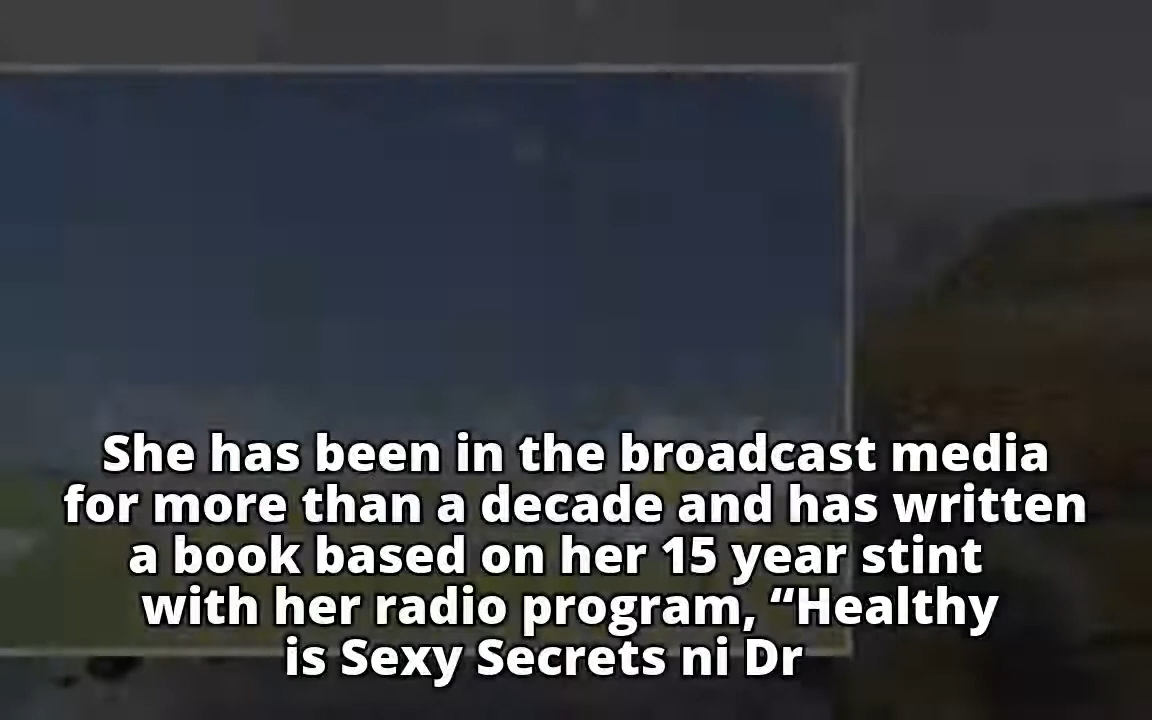 She has been in the broadcast media
for more than a decade and has written
a book based on her 15 year stint
with her radio program, “Healthy
is Sexy Secrets ni Dr